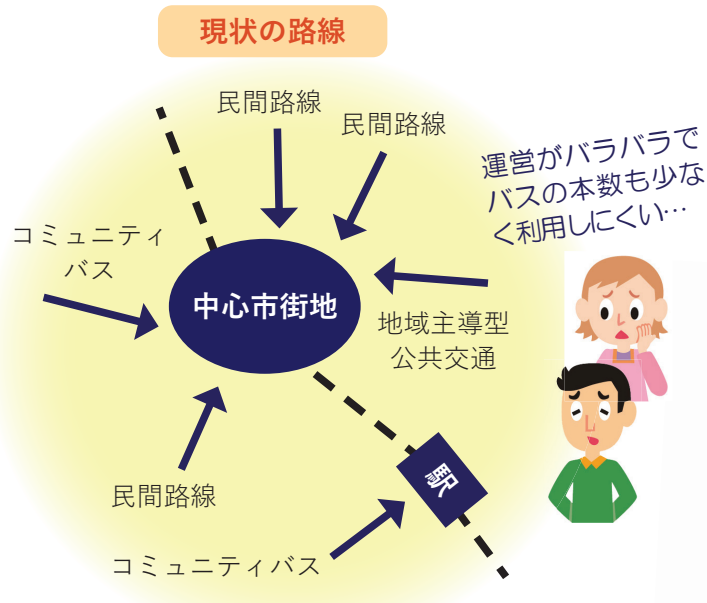 現状の路線
民間路線
民間路線
運営がバラバラで
バスの本数も少な
く利用しにくい…
コミュニティ
バス
中心市街地
地域主導型
公共交通
民間路線
駅
コミュニティバス